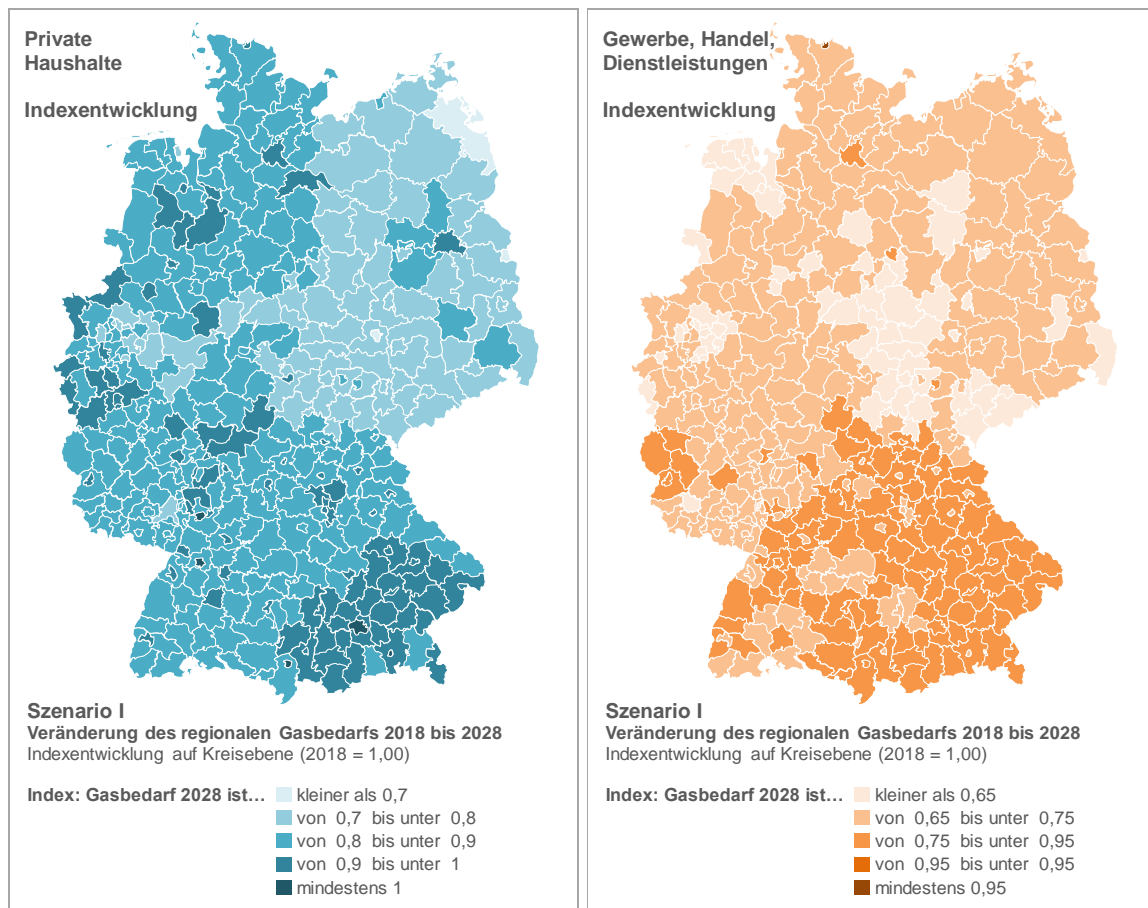 Private
Haushalte
Indexentwicklung
Szenario I
Veränderung des regionalen Gasbedarfs 2018 bis 2028
Indexentwicklung auf Kreisebene (2018 = 1,00)
Index: Gasbedarf 2028 ist…
kleiner als 0,7
von 0,7 bis unter 0,8
von 0,8 bis unter 0,9
von 0,9 bis unter 1
mindestens 1
Gewerbe, Handel,
Dienstleistungen
Indexentwicklung
Szenario I
Veränderung des regionalen Gasbedarfs 2018 bis 2028
Indexentwicklung auf Kreisebene (2018 = 1,00)
Index: Gasbedarf 2028 ist…
kleiner als 0,65
von 0,65 bis unter 0,75
von 0,75 bis unter 0,95
von 0,95 bis unter 0,95
mindestens 0,95